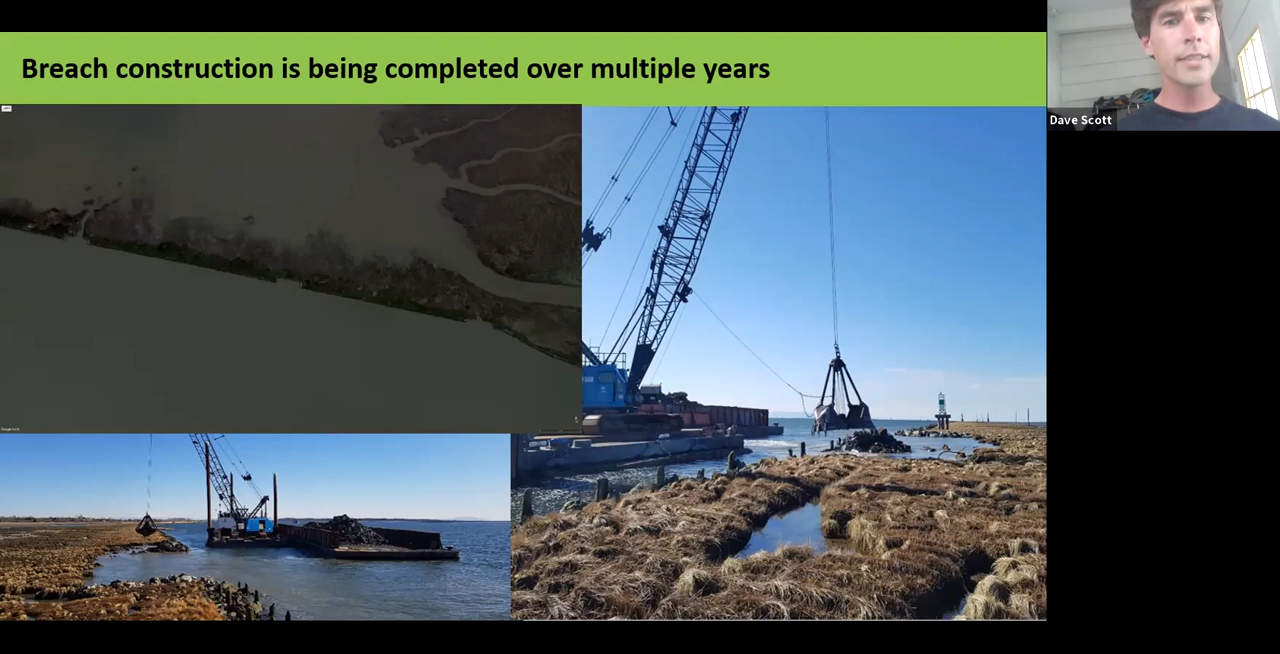 Breach construction is being completed over multiple years
Dave Scott